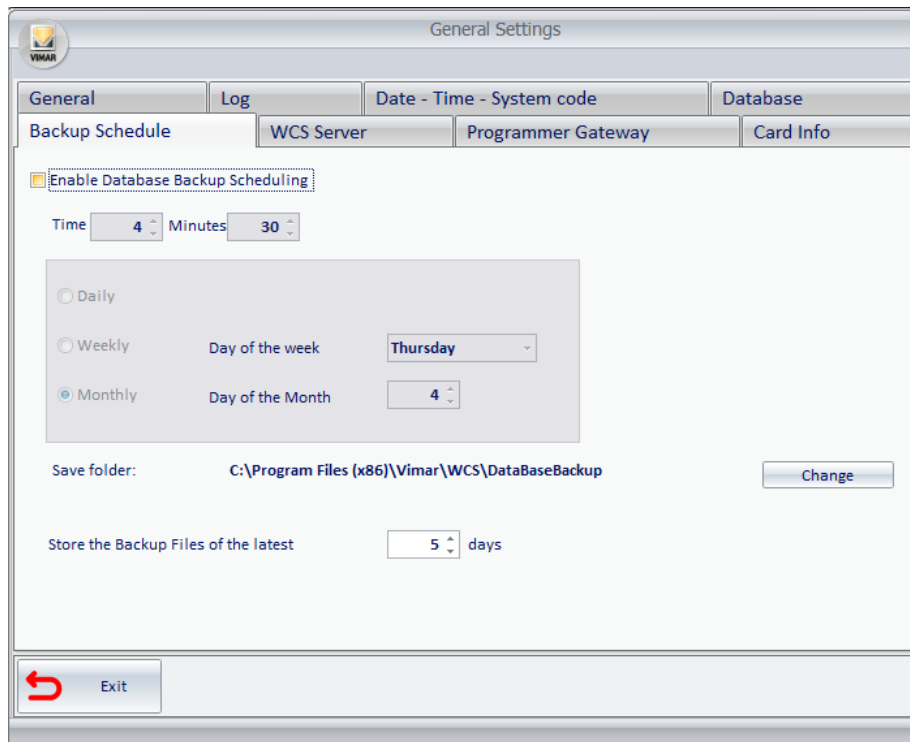 General Settings
VIMAR
General Log Date - Time - System code Database
Backup Schedule WCS Server Programmer Gateway Card Info
Enable Database Backup Scheduling
Time 4 Minutes 30
Daily
Weekly Day of the week Thursday
Monthly Day of the Month 4
Save folder: C:\Program Files (x86)\Vimar\WCS\DataBaseBackup Change
Store the Backup Files of the latest 5 days
Exit